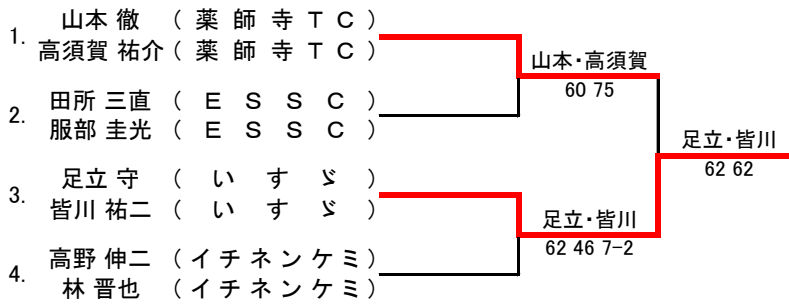 1. 山本 徹 (薬師寺TC)
高須賀 祐介 (薬師寺TC)
2. 田所 三直 (ESSC)
服部 圭光 (ESSC)
3. 足立 守 (いすゞ)
皆川 祐二 (いすゞ)
4. 高野 伸二 (イチネンケミ)
林 晋也 (イチネンケミ)
山本・高須賀
60 75
足立・皆川
62 46 7-2
足立・皆川
62 62